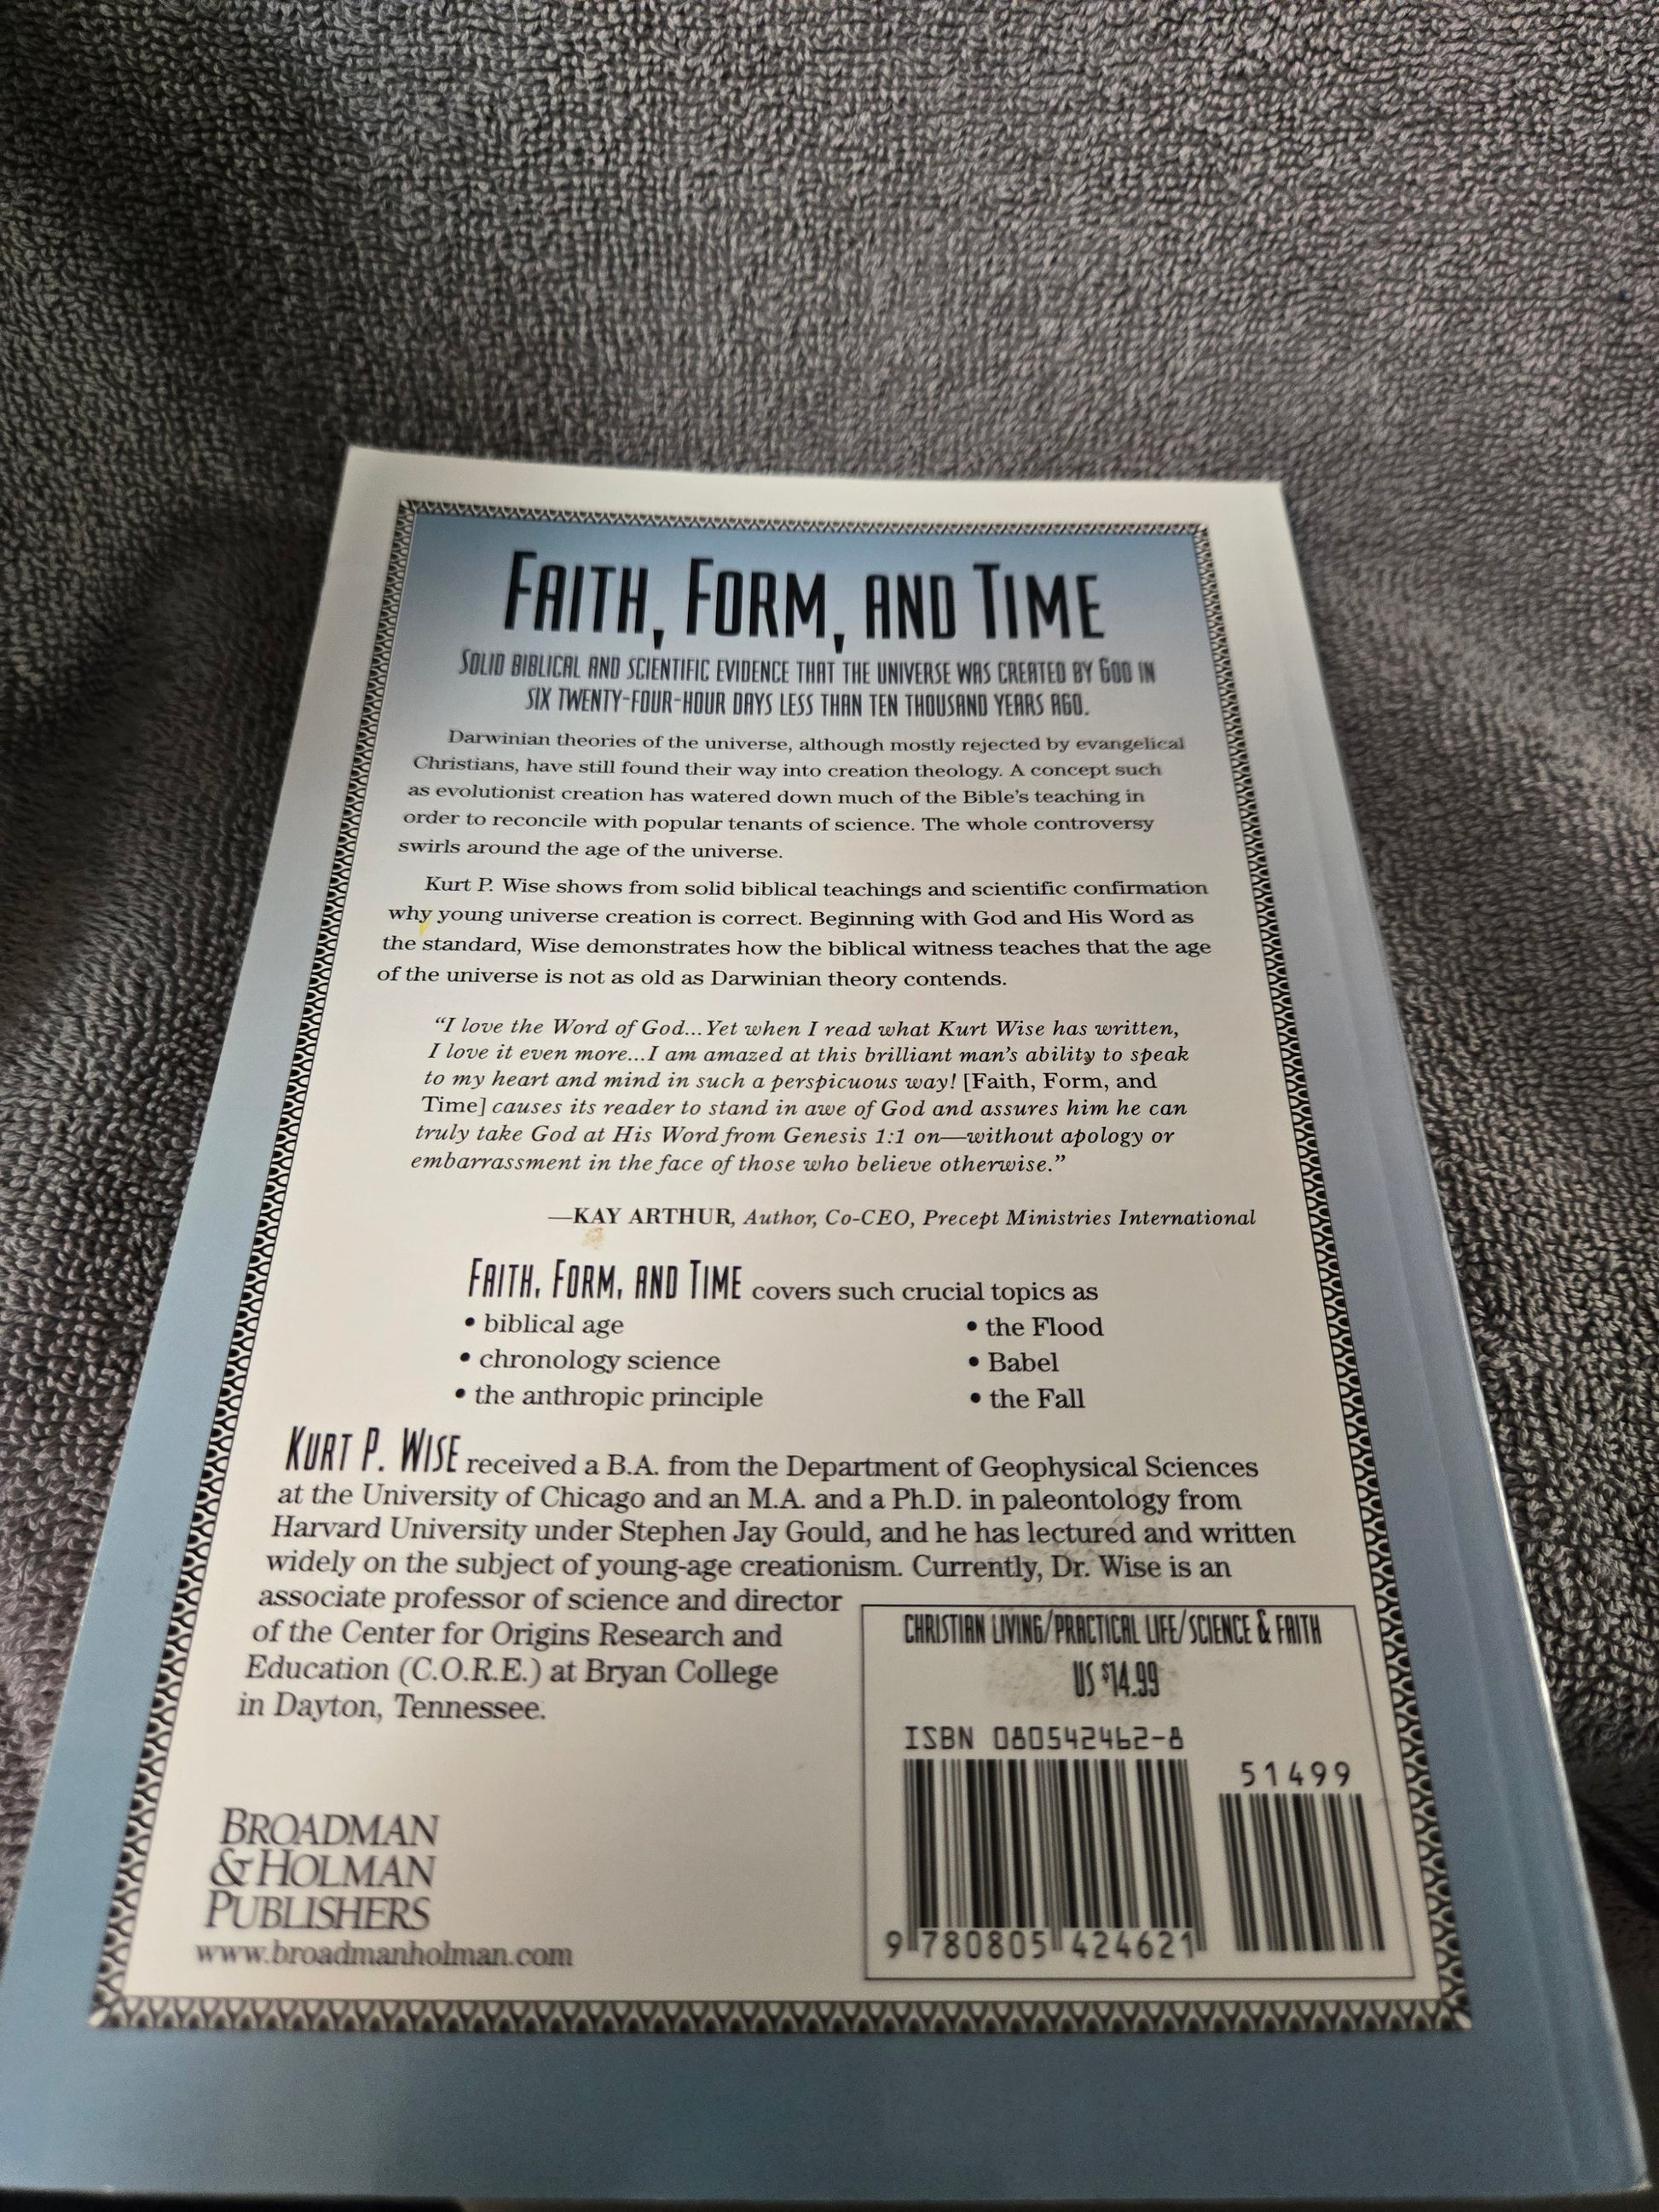 FAITH, FORM, AND TIME
SOLID BIBLICAL AND SCIENTIFIC EVIDENCE THAT THE UNIVERSE WAS CREATED BY GOD IN
SIX TWENTY-FOUR-HOUR DAYS LESS THAN TEN THOUSAND YEARS AGO.
Darwinian theories of the universe, although mostly rejected by evangelical
Christians, have still found their way into creation theology. A concept such
as evolutionist creation has watered down much of the Bible's teaching in
order to reconcile with popular tenants of science. The whole controversy
swirls around the age of the universe.
Kurt P. Wise shows from solid biblical teachings and scientific confirmation
why young universe creation is correct. Beginning with God and His Word as
the standard, Wise demonstrates how the biblical witness teaches that the age
of the universe is not as old as Darwinian theory contends.
"I love the Word of God...Yet when I read what Kurt Wise has written,
I love it even more...I am amazed at this brilliant man's ability to speak
to my heart and mind in such a perspicuous way! [Faith, Form, and
Time] causes its reader to stand in awe of God and assures him he can
truly take God at His Word from Genesis 1:1 on—without apology or
embarrassment in the face of those who believe otherwise."
—KAY ARTHUR, Author, Co-CEO, Precept Ministries International
FAITH, FORM, AND TIME covers such crucial topics as
• biblical age
• chronology science
• the anthropic principle
• the Flood
• Babel
• the Fall
KURT P. WISE received a B.A. from the Department of Geophysical Sciences
at the University of Chicago and an M.A. and a Ph.D. in paleontology from
Harvard University under Stephen Jay Gould, and he has lectured and written
widely on the subject of young-age creationism. Currently, Dr. Wise is an
associate professor of science and director
of the Center for Origins Research and
Education (C.O.R.E.) at Bryan College
in Dayton, Tennessee.
BROADMAN
& HOLMAN
PUBLISHERS
www.broadmanholman.com
CHRISTIAN LIVING/PRACTICAL LIFE/SCIENCE & FAITH
US $14.99
ISBN 080542462-8
51499
9 780805 424621